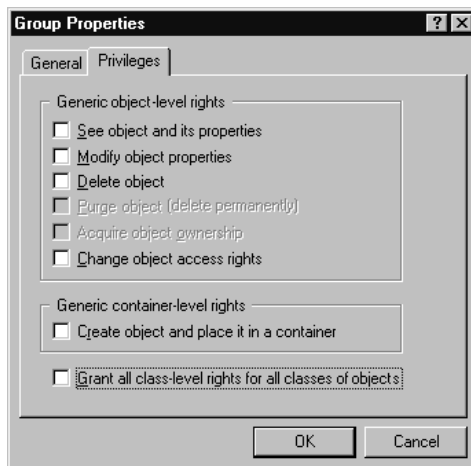 Group Properties
General Privileges
Generic object-level rights
See object and its properties
Modify object properties
Delete object
Purge object (delete permanently)
Acquire object ownership
Change object access rights
Generic container-level rights
Create object and place it in a container
Grant all class-level rights for all classes of objects
OK Cancel